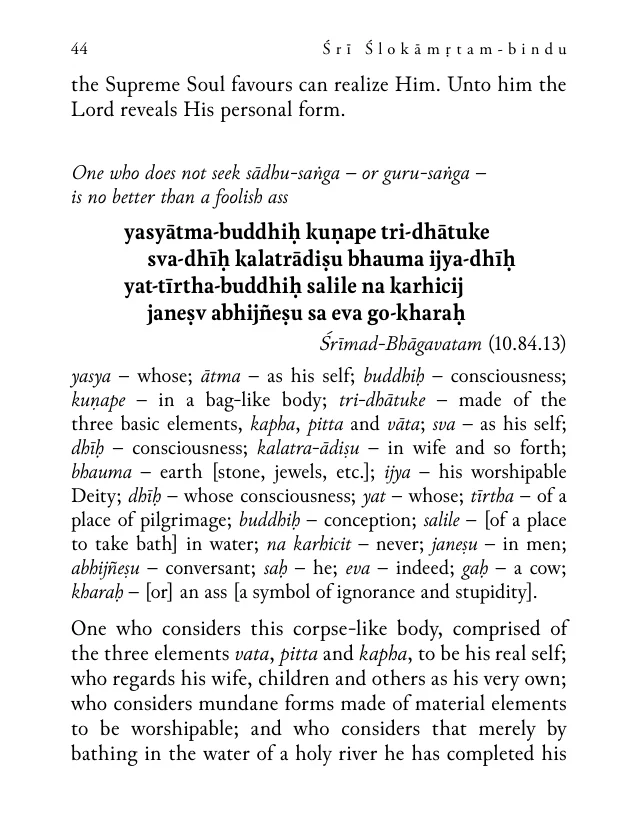 44 Śrī Ślokāmṛtam-bindu
the Supreme Soul favours can realize Him. Unto him the
Lord reveals His personal form.
One who does not seek sādhu-saṅga – or guru-saṅga –
is no better than a foolish ass
yasyātma-buddhiḥ kuṇape tri-dhātuke
sva-dhīḥ kalatrādiṣu bhauma ijya-dhīḥ
yat-tīrtha-buddhiḥ salile na karhicij
janeṣv abhijñeṣu sa eva go-kharaḥ
Śrīmad-Bhāgavatam (10.84.13)
yasya – whose; ātma – as his self; buddhiḥ – consciousness;
kuṇape – in a bag-like body; tri-dhātuke – made of the
three basic elements, kapha, pitta and vāta; sva – as his self;
dhīḥ – consciousness; kalatra-ādiṣu – in wife and so forth;
bhauma – earth [stone, jewels, etc.]; ijya – his worshipable
Deity; dhīḥ – whose consciousness; yat – whose; tīrtha – of a
place of pilgrimage; buddhiḥ – conception; salile – [of a place
to take bath] in water; na karhicit – never; janeṣu – in men;
abhijñeṣu – conversant; saḥ – he; eva – indeed; gaḥ – a cow;
kharaḥ – [or] an ass [a symbol of ignorance and stupidity].
One who considers this corpse-like body, comprised of
the three elements vata, pitta and kapha, to be his real self;
who regards his wife, children and others as his very own;
who considers mundane forms made of material elements
to be worshipable; and who considers that merely by
bathing in the water of a holy river he has completed his